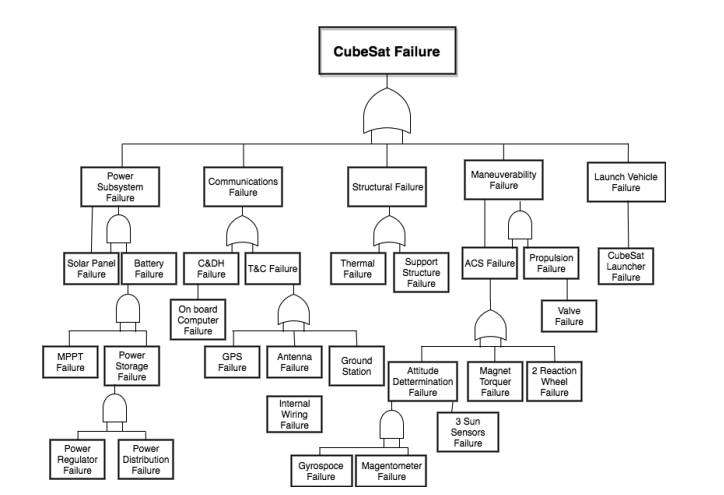 CubeSat Failure
Power
Subsystem
Failure
Communications
Failure
Structural Failure
Maneuverability
Failure
Launch Vehicle
Failure
Solar Panel
Failure
Battery
Failure
C&DH
Failure
T&C Failure
Thermal
Failure
Support
Structure
Failure
ACS Failure
Propulsion
Failure
CubeSat
Launcher
Failure
On board
Computer
Failure
Valve
Failure
MPPT
Failure
Power
Storage
Failure
GPS
Failure
Antenna
Failure
Ground
Station
Attitude
Dettermination
Failure
Magnet
Torquer
Failure
2 Reaction
Wheel
Failure
Internal
Wiring
Failure
3 Sun
Sensors
Failure
Power
Regulator
Failure
Power
Distribution
Failure
Gyrospoce
Failure
Magentometer
Failure